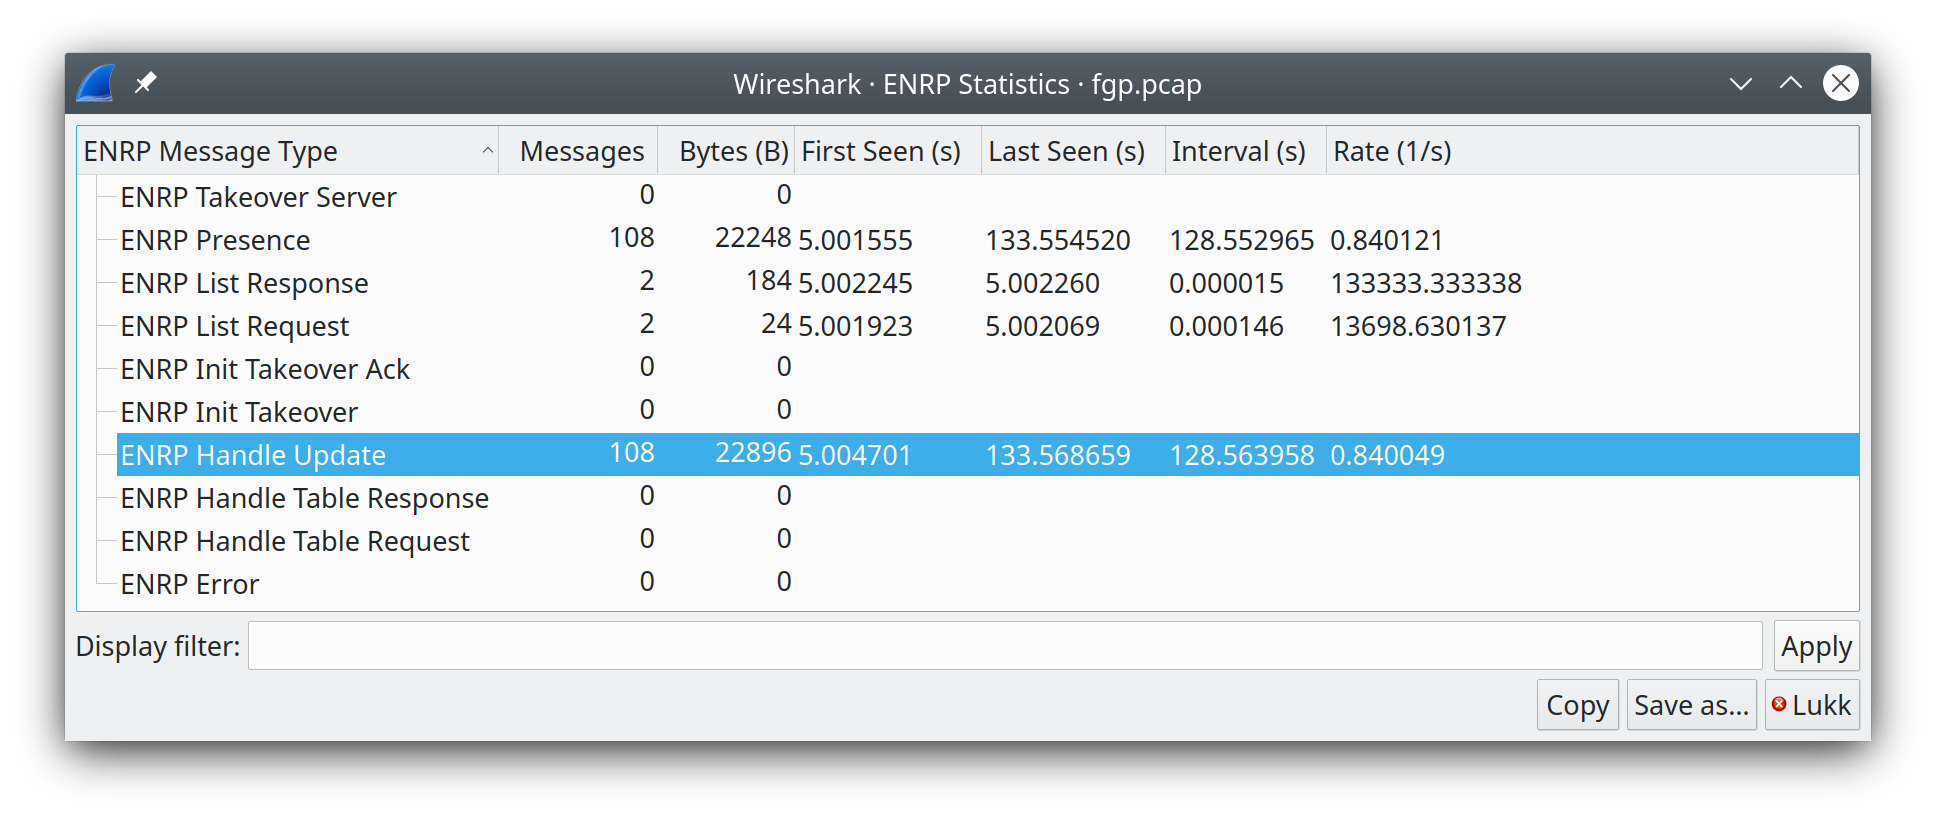 Wireshark · ENRP Statistics · fgp.pcap
ENRP Message Type Messages Bytes (B) First Seen (s) Last Seen (s) Interval (s) Rate (1/s)
ENRP Takeover Server 0 0
ENRP Presence 108 22248 5.001555 133.554520 128.552965 0.840121
ENRP List Response 2 184 5.002245 5.002260 0.000015 133333.333338
ENRP List Request 2 24 5.001923 5.002069 0.000146 13698.630137
ENRP Init Takeover Ack 0 0
ENRP Init Takeover 0 0
ENRP Handle Update 108 22896 5.004701 133.568659 128.563958 0.840049
ENRP Handle Table Response 0 0
ENRP Handle Table Request 0 0
ENRP Error 0 0
Display filter: Apply
Copy Save as... Lukk